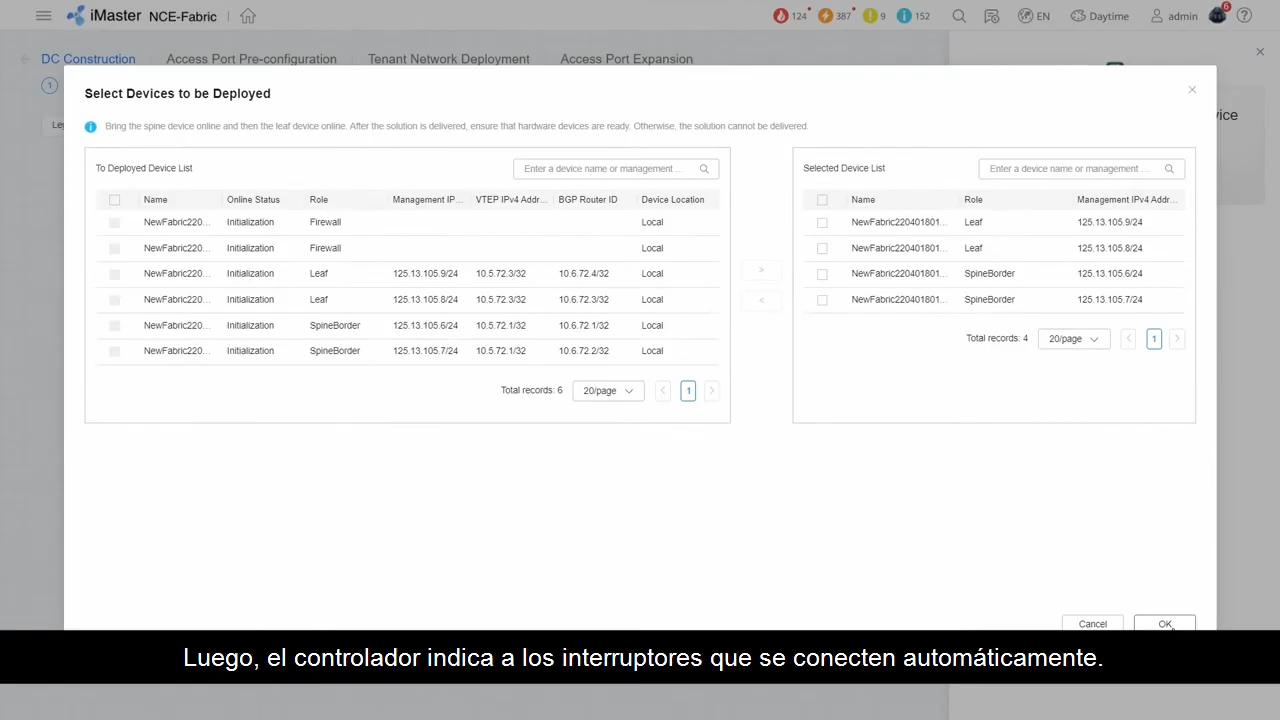 iMaster NCE-Fabric 124 387 9 152 EN Daytime admin 6
DC Construction Access Port Pre-configuration Tenant Network Deployment Access Port Expansion
1
Select Devices to be Deployed
Bring the spine device online and then the leaf device online. After the solution is delivered, ensure that hardware devices are ready. Otherwise, the solution cannot be delivered.
To Deployed Device List Enter a device name or management ...
Name Online Status Role Management IP... VTEP IPv4 Addr... BGP Router ID Device Location
NewFabric220... Initialization Firewall Local
NewFabric220... Initialization Firewall Local
NewFabric220... Initialization Leaf 125.13.105.9/24 10.5.72.3/32 10.6.72.4/32 Local
NewFabric220... Initialization Leaf 125.13.105.8/24 10.5.72.3/32 10.6.72.3/32 Local
NewFabric220... Initialization SpineBorder 125.13.105.6/24 10.5.72.1/32 10.6.72.1/32 Local
NewFabric220... Initialization SpineBorder 125.13.105.7/24 10.5.72.1/32 10.6.72.2/32 Local
Total records: 6 20/page 1
Selected Device List Enter a device name or management ...
Name Role Management IPv4 Addr...
NewFabric220401801... Leaf 125.13.105.9/24
NewFabric220401801... Leaf 125.13.105.8/24
NewFabric220401801... SpineBorder 125.13.105.6/24
NewFabric220401801... SpineBorder 125.13.105.7/24
Total records: 4 20/page 1
Cancel OK
Luego, el controlador indica a los interruptores que se conecten automáticamente.